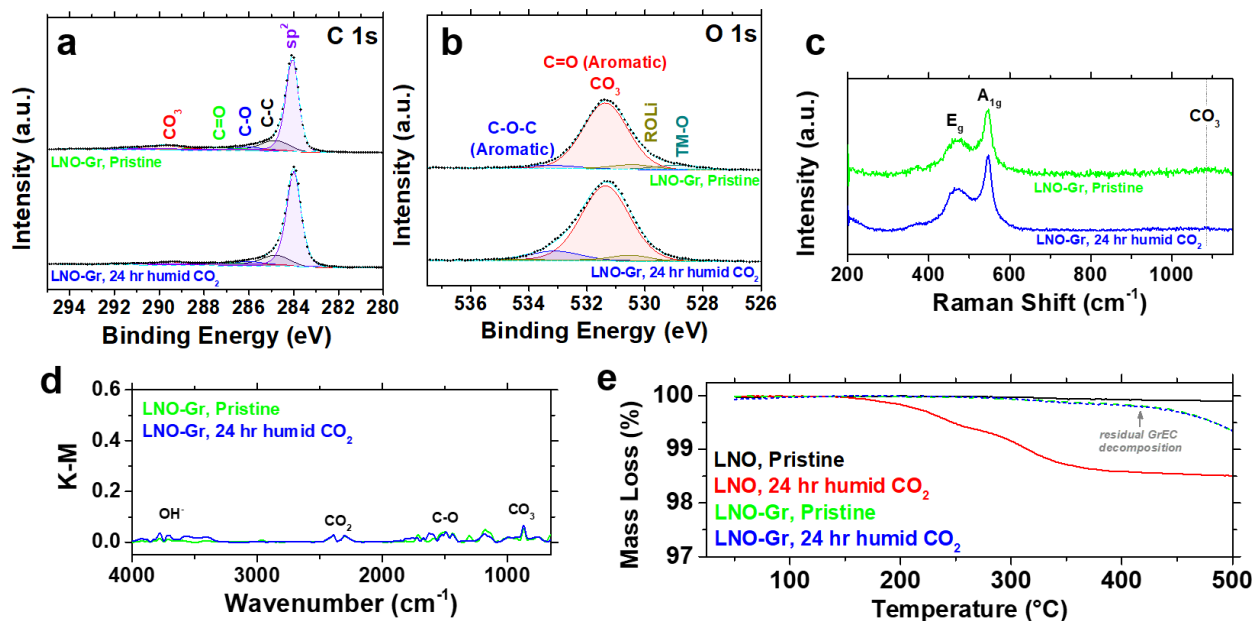 a
C 1s
sp²
C-C
C-O
C=O
CO₃
LNO-Gr, Pristine
LNO-Gr, 24 hr humid CO₂
Intensity (a.u.)
294 292 290 288 286 284 282 280
Binding Energy (eV)
b
O 1s
C=O (Aromatic)
CO₃
C-O-C
(Aromatic)
ROLi
TM-O
LNO-Gr, Pristine
LNO-Gr, 24 hr humid CO₂
Intensity (a.u.)
536 534 532 530 528 526
Binding Energy (eV)
c
Eg
A1g
CO₃
LNO-Gr, Pristine
LNO-Gr, 24 hr humid CO₂
Intensity (a.u.)
200 400 600 800 1000
Raman Shift (cm⁻¹)
d
LNO-Gr, Pristine
LNO-Gr, 24 hr humid CO₂
OH⁻
CO₂
C-O
CO₃
K-M
0.6
0.4
0.2
0.0
4000 3000 2000 1000
Wavenumber (cm⁻¹)
e
residual GrEC
decomposition
LNO, Pristine
LNO, 24 hr humid CO₂
LNO-Gr, Pristine
LNO-Gr, 24 hr humid CO₂
Mass Loss (%)
100
99
98
97
100 200 300 400 500
Temperature (°C)